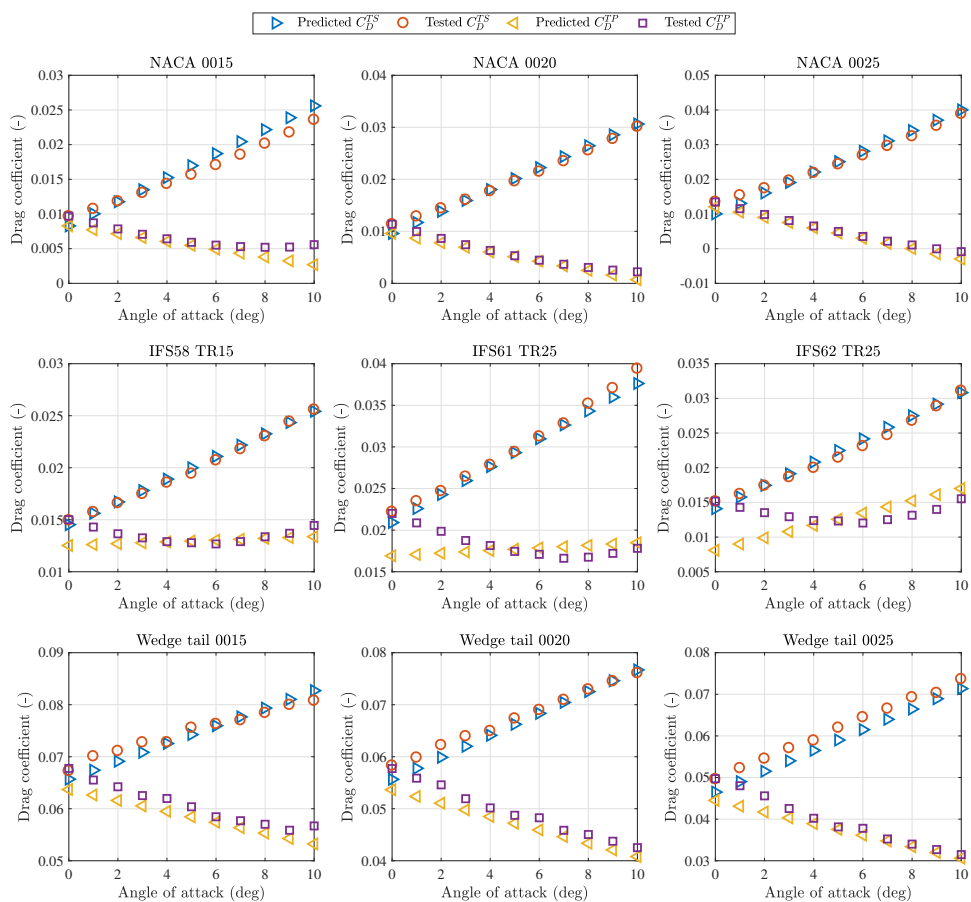 Predicted C_D^{TS} Tested C_D^{TS} Predicted C_D^{TP} Tested C_D^{TP}
NACA 0015
0.03
0.025
0.02
0.015
0.01
0.005
0
0 2 4 6 8 10
Drag coefficient (-)
Angle of attack (deg)
NACA 0020
0.04
0.03
0.02
0.01
0
0 2 4 6 8 10
Drag coefficient (-)
Angle of attack (deg)
NACA 0025
0.05
0.04
0.03
0.02
0.01
0
-0.01
0 2 4 6 8 10
Drag coefficient (-)
Angle of attack (deg)
IFS58 TR15
0.03
0.025
0.02
0.015
0.01
0 2 4 6 8 10
Drag coefficient (-)
Angle of attack (deg)
IFS61 TR25
0.04
0.035
0.03
0.025
0.02
0.015
0 2 4 6 8 10
Drag coefficient (-)
Angle of attack (deg)
IFS62 TR25
0.035
0.03
0.025
0.02
0.015
0.01
0.005
0 2 4 6 8 10
Drag coefficient (-)
Angle of attack (deg)
Wedge tail 0015
0.09
0.08
0.07
0.06
0.05
0 2 4 6 8 10
Drag coefficient (-)
Angle of attack (deg)
Wedge tail 0020
0.08
0.07
0.06
0.05
0.04
0 2 4 6 8 10
Drag coefficient (-)
Angle of attack (deg)
Wedge tail 0025
0.08
0.07
0.06
0.05
0.04
0.03
0 2 4 6 8 10
Drag coefficient (-)
Angle of attack (deg)